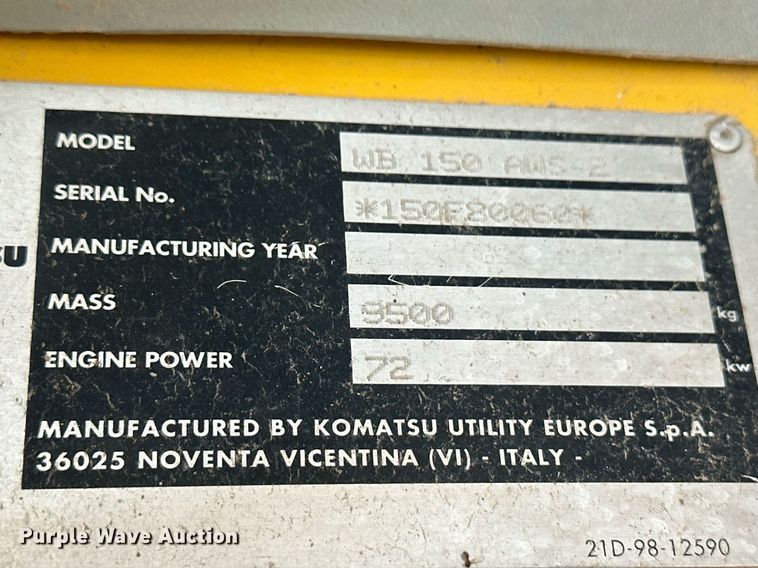 MODEL WB 150 AWS-2
SERIAL No. *150F80060*
SU MANUFACTURING YEAR
MASS 9500 kg
ENGINE POWER 72 kw
MANUFACTURED BY KOMATSU UTILITY EUROPE S.p.A.
36025 NOVENTA VICENTINA (VI) - ITALY -
Purple Wave Auction
21D-98-12590